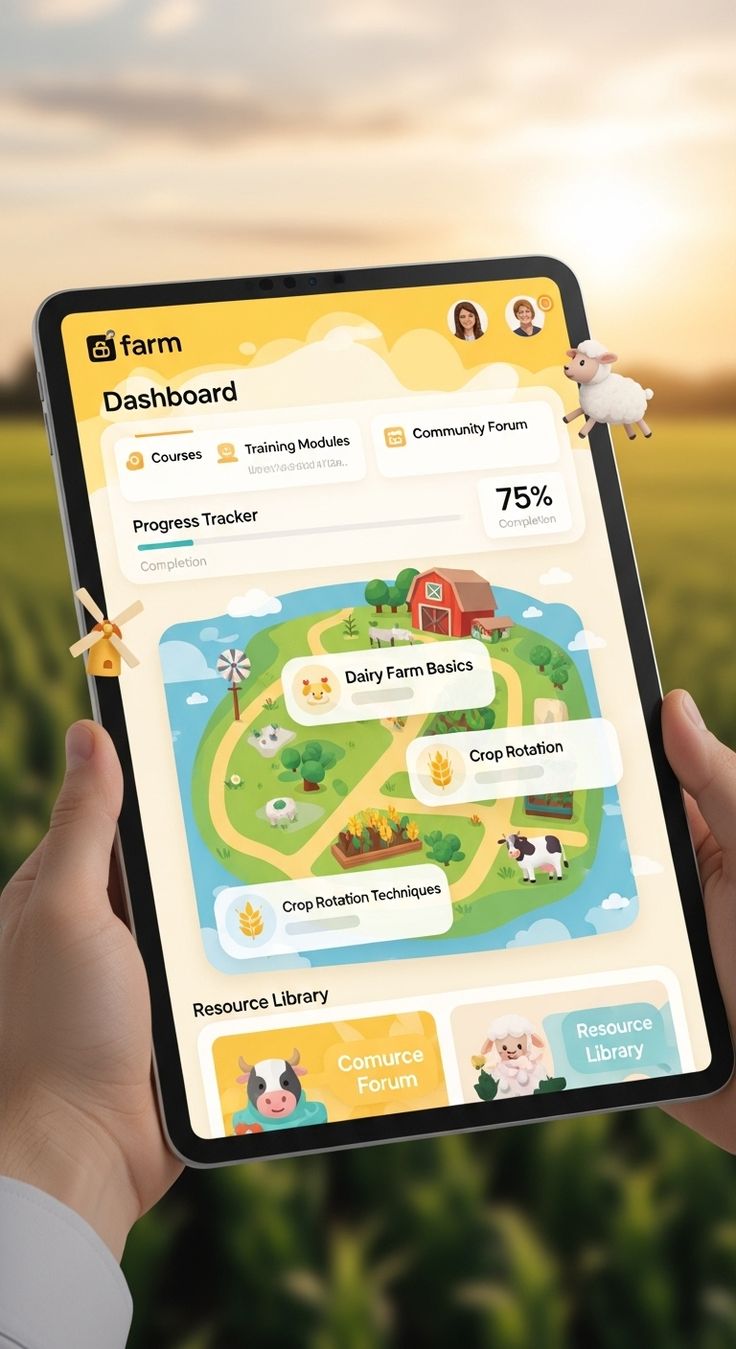 farm
Dashboard
Courses
Training Modules
Community Forum
Progress Tracker
75%
Completion
Completion
Dairy Farm Basics
Crop Rotation
Crop Rotation Techniques
Resource Library
Comurce
Forum
Resource
Library